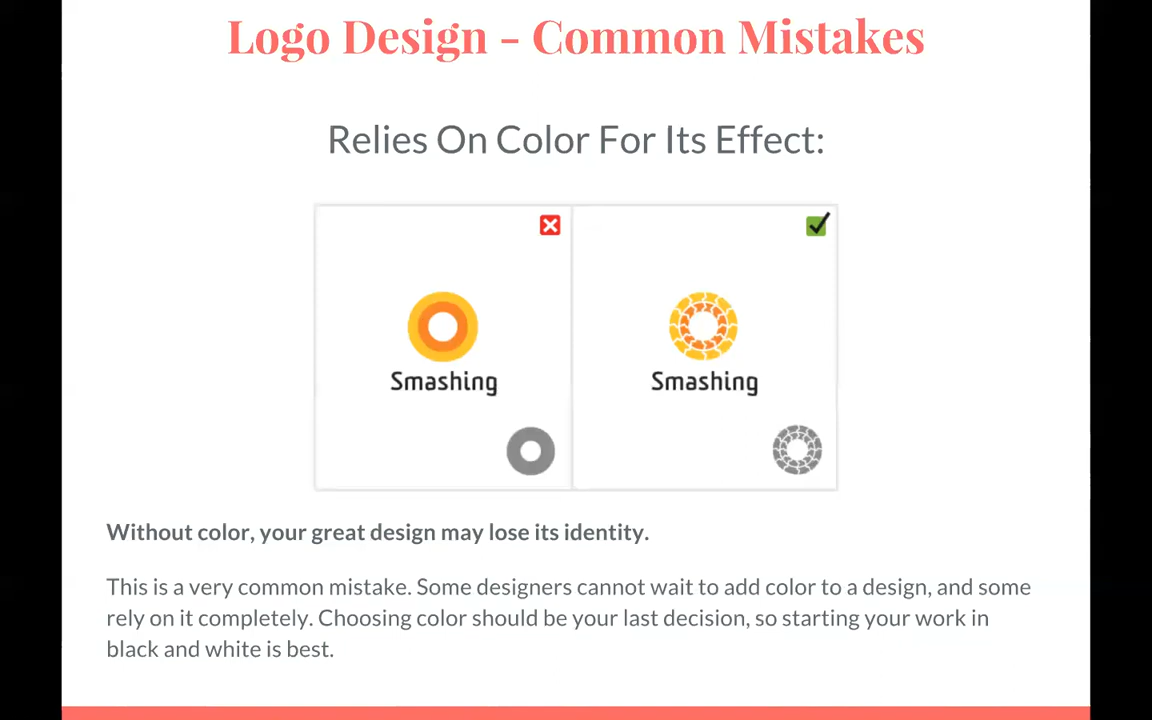 Logo Design - Common Mistakes
Relies On Color For Its Effect:
Smashing
Smashing
Without color, your great design may lose its identity.
This is a very common mistake. Some designers cannot wait to add color to a design, and some
rely on it completely. Choosing color should be your last decision, so starting your work in
black and white is best.